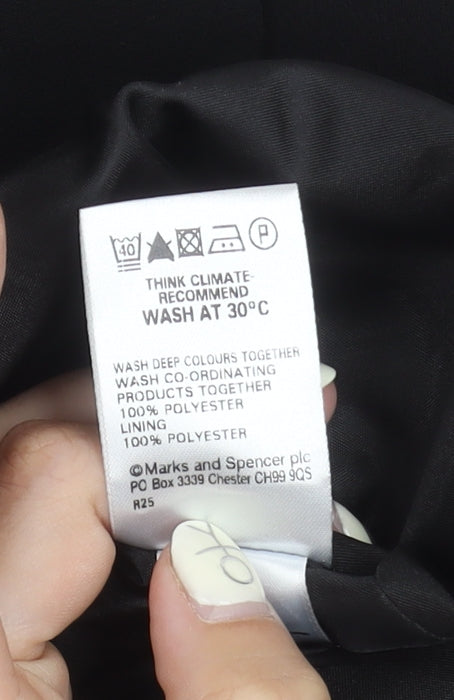 40 P
THINK CLIMATE-
RECOMMEND
WASH AT 30°C
WASH DEEP COLOURS TOGETHER
WASH CO-ORDINATING
PRODUCTS TOGETHER
100% POLYESTER
LINING
100% POLYESTER
©Marks and Spencer plc
PO Box 3339 Chester CH99 9QS
R25